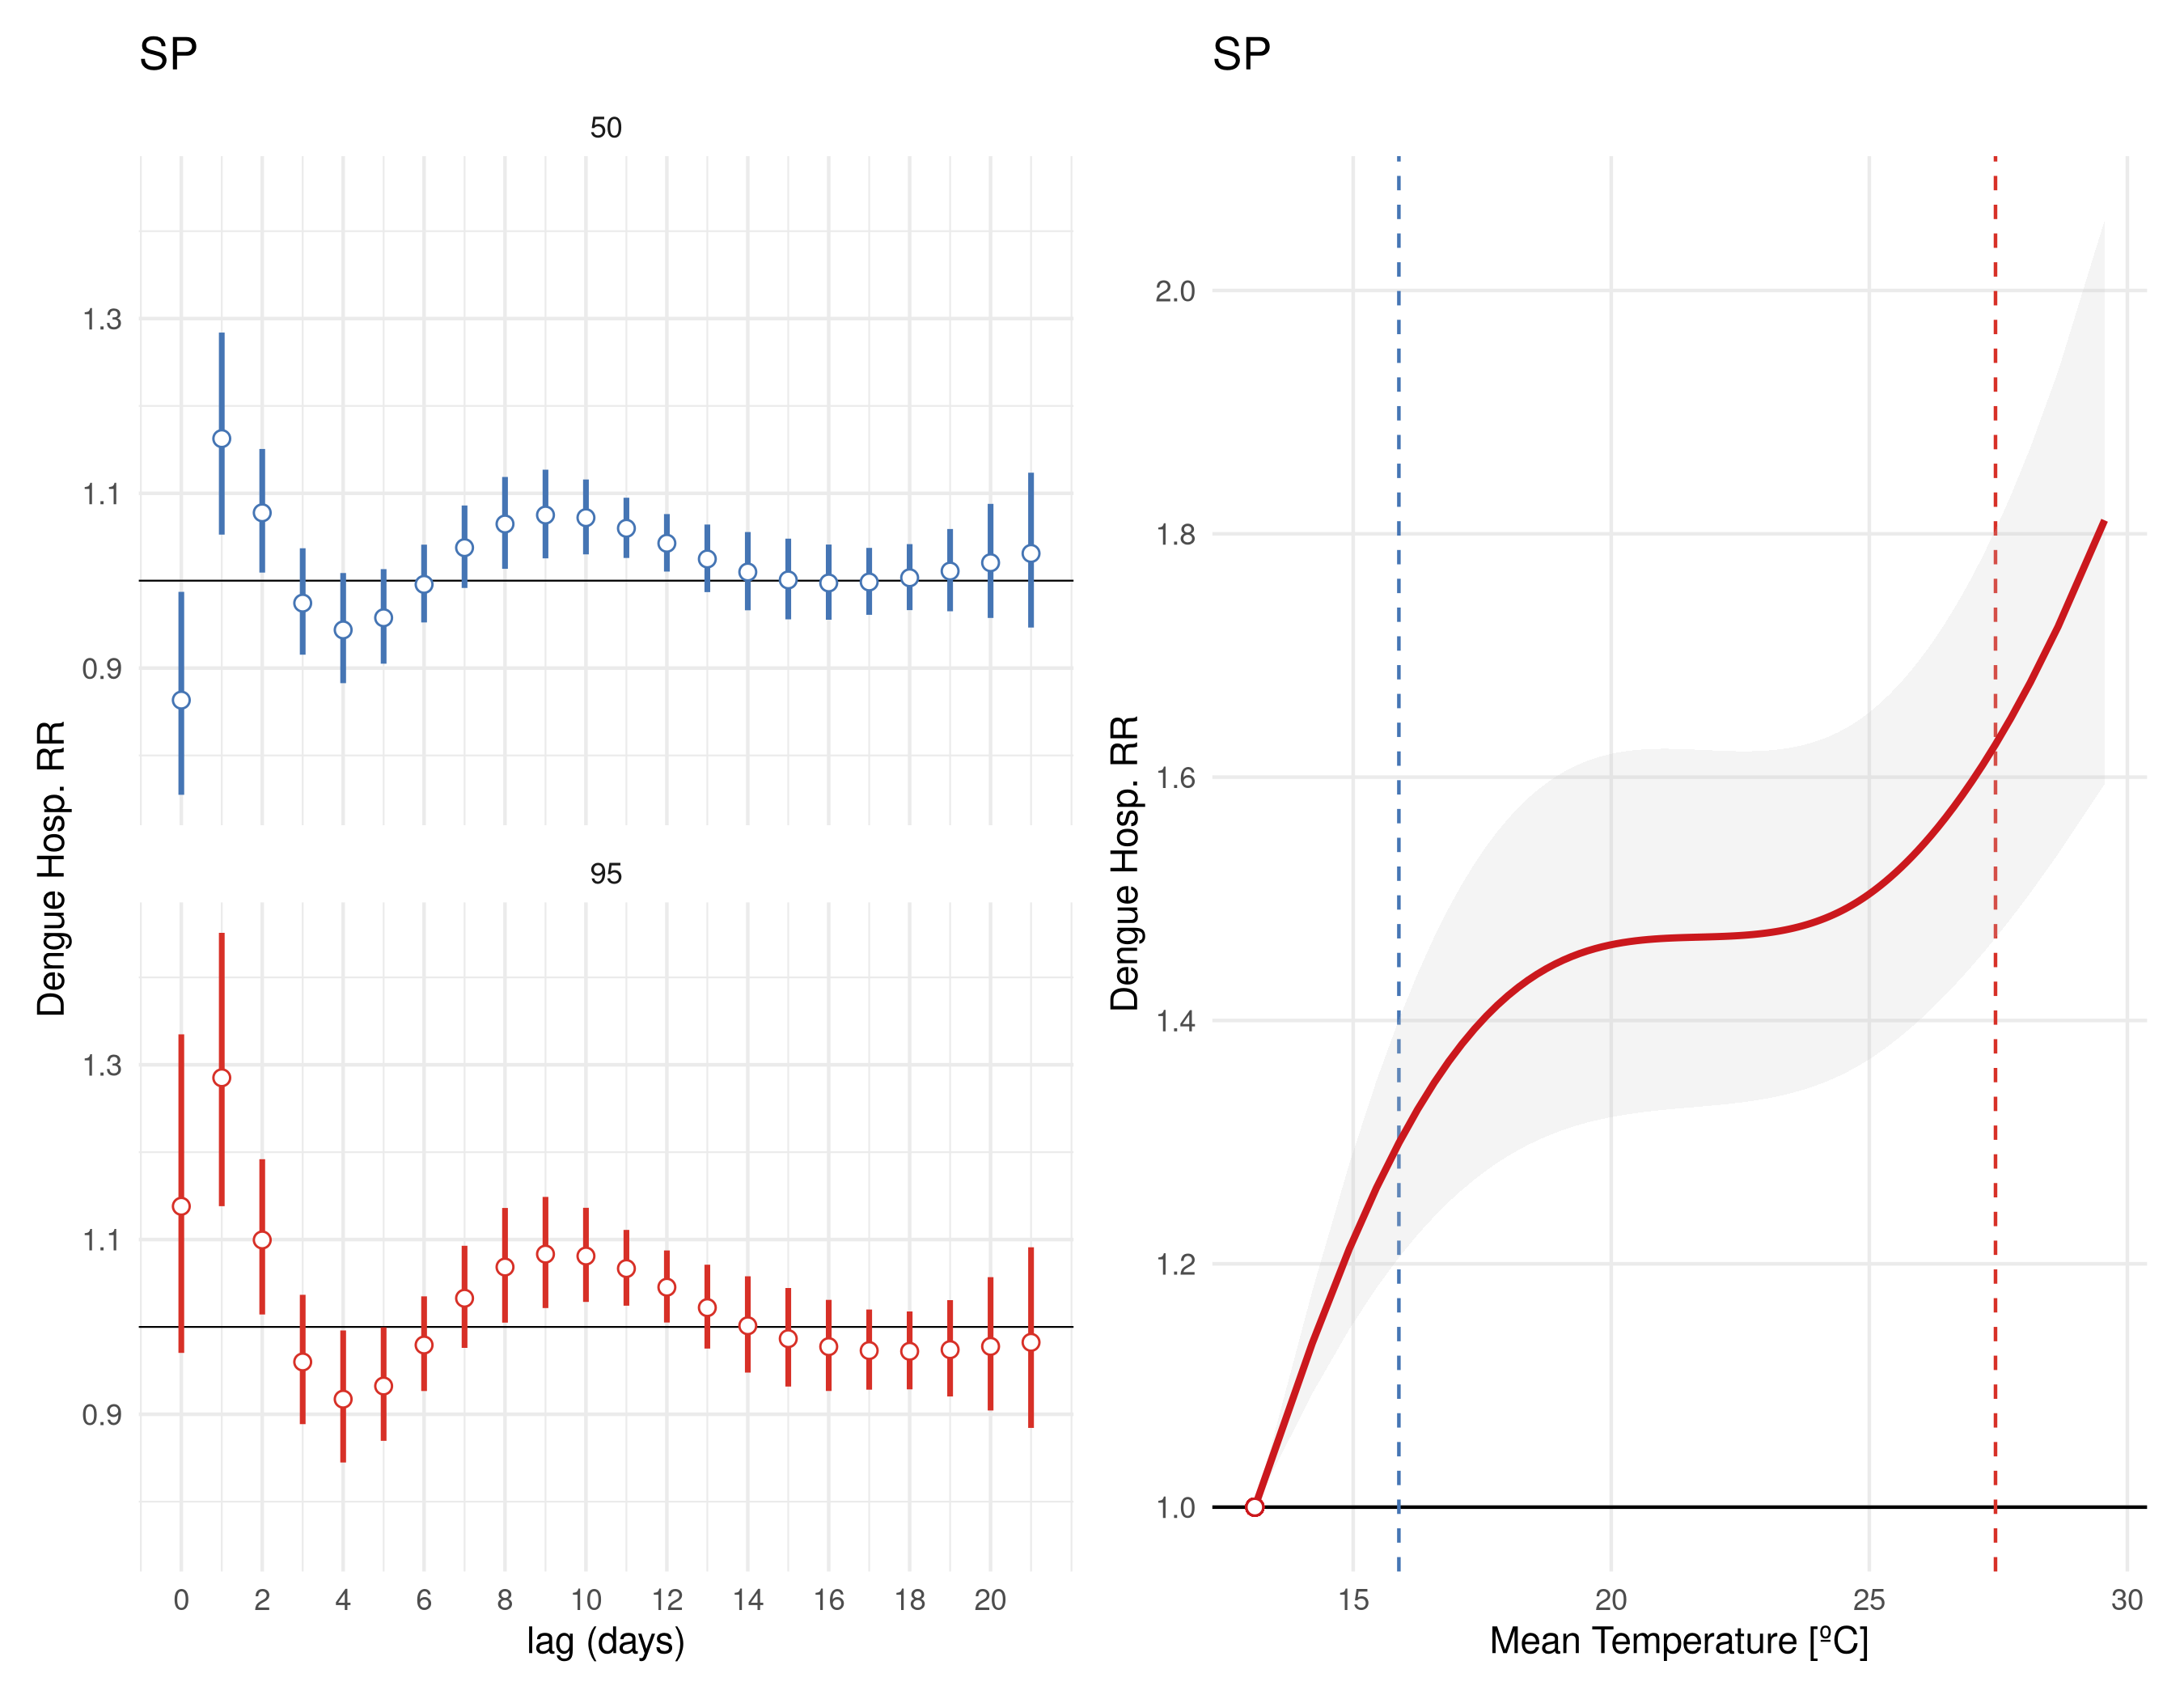 SP
50
1.3
1.1
0.9
95
1.3
1.1
0.9
0 2 4 6 8 10 12 14 16 18 20
lag (days)
Dengue Hosp. RR
SP
2.0
1.8
1.6
1.4
1.2
1.0
15 20 25 30
Mean Temperature [ºC]
Dengue Hosp. RR